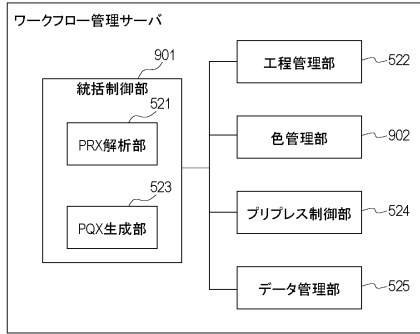 ワークフロー管理サーバ
901
統括制御部
521
PRX解析部
523
PQX生成部
工程管理部
522
色管理部
902
プリプレス制御部
524
データ管理部
525